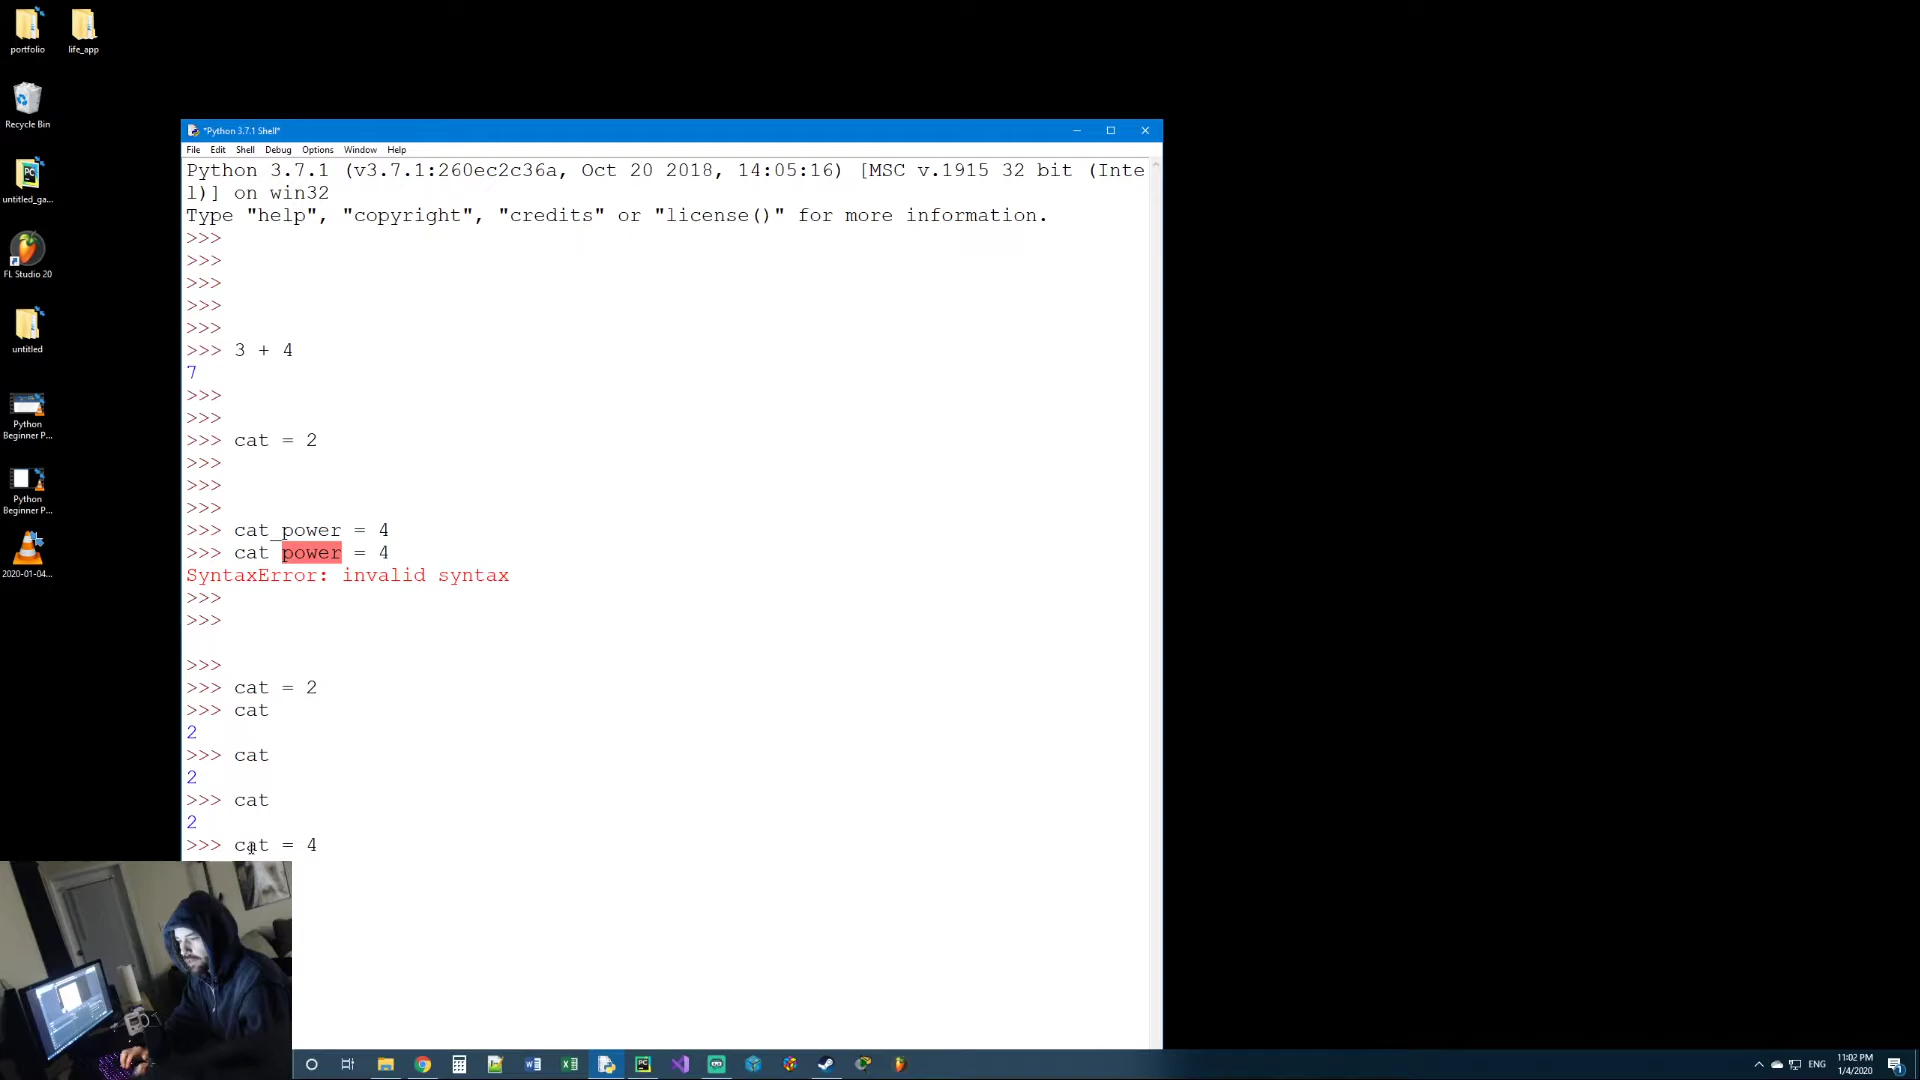 portfolio
life_app
Recycle Bin
untitled_ga...
FL Studio 20
untitled
Python
Beginner P...
Python
Beginner P...
2020-01-04...
*Python 3.7.1 Shell*
File Edit Shell Debug Options Window Help
Python 3.7.1 (v3.7.1:260ec2c36a, Oct 20 2018, 14:05:16) [MSC v.1915 32 bit (Inte
l)] on win32
Type "help", "copyright", "credits" or "license()" for more information.
>>>
>>>
>>>
>>>
>>>
>>> 3 + 4
7
>>>
>>>
>>> cat = 2
>>>
>>>
>>>
>>> cat_power = 4
>>> cat power = 4
SyntaxError: invalid syntax
>>>
>>>
>>>
>>> cat = 2
>>> cat
2
>>> cat
2
>>> cat
2
>>> cat = 4
ENG
11:02 PM
1/4/2020